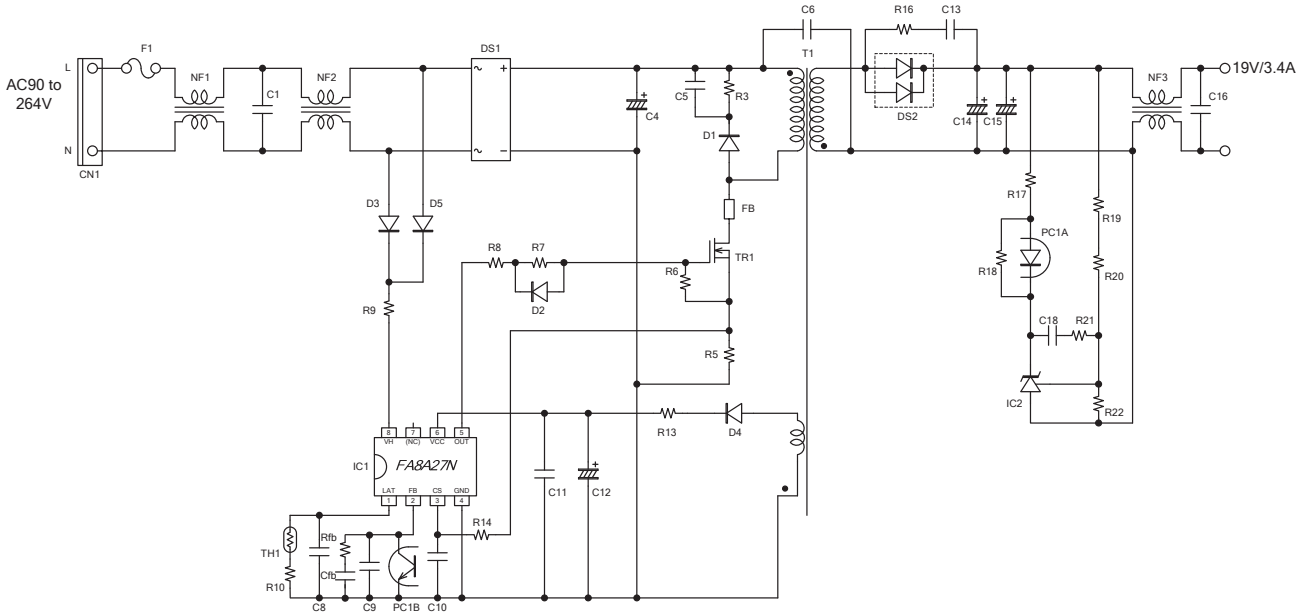 C6
R16
C13
F1
DS1
T1
L
AC90 to
264V
NF1
NF2
~
+
C1
C5
R3
+
C4
D1
DS2
+
C14
+
C15
NF3
19V/3.4A
C16
N
~
−
CN1
D3
D5
FB
R17
R19
PC1A
R8
R7
R6
TR1
R18
R20
D2
R9
C18
R21
R5
IC2
R22
R13
D4
8
7
6
5
VH
(NC)
VCC
OUT
IC1
FA8A27N
+
C11
C12
LAT
FB
CS
GND
1
2
3
4
R14
TH1
Rfb
R10
Cfb
C8
C9
PC1B
C10